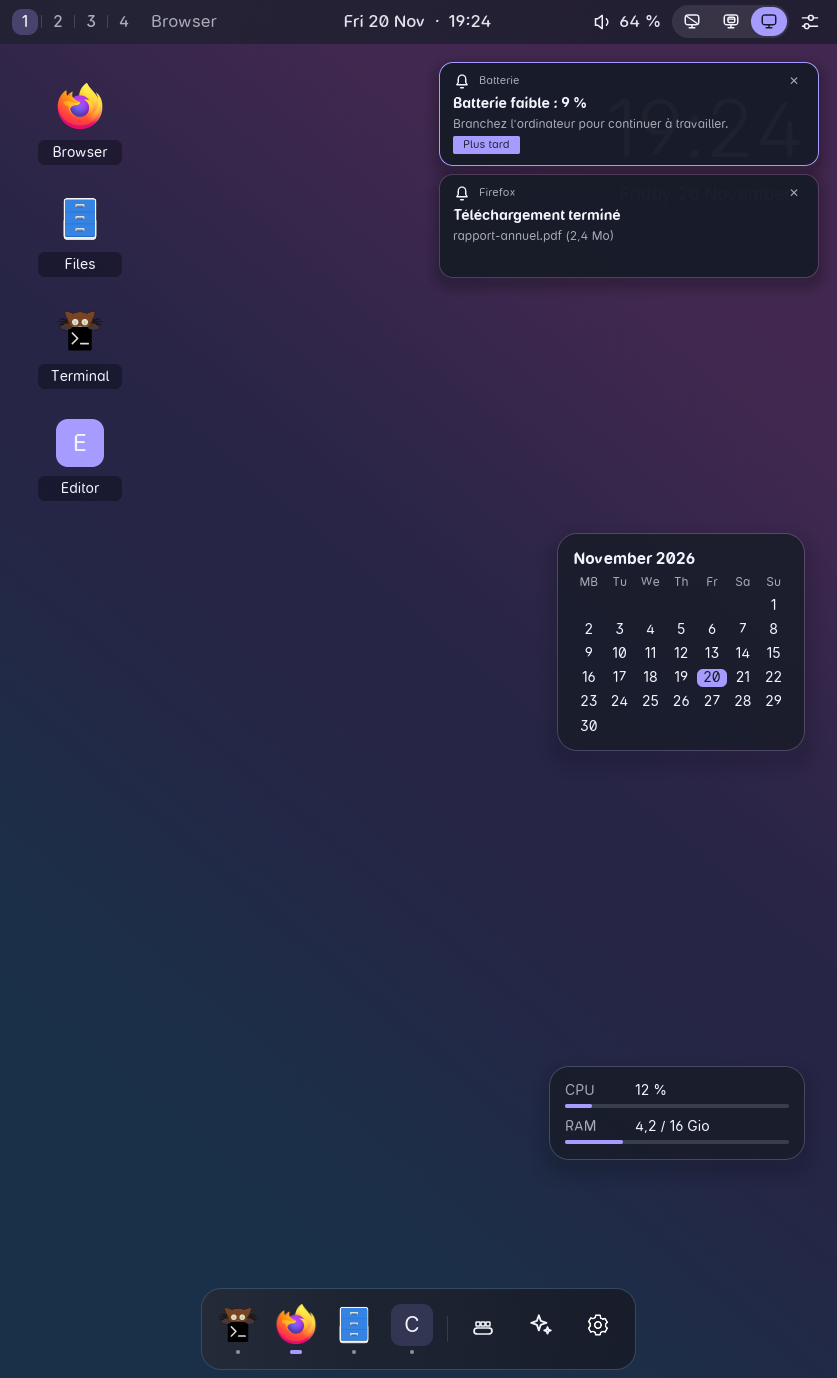 1 2 3 4 Browser Fri 20 Nov · 19:24 64 %
Browser
Files
Terminal
E
Editor
Batterie
Batterie faible : 9 %
Branchez l'ordinateur pour continuer à travailler.
Plus tard
19:24
Firefox
Téléchargement terminé
rapport-annuel.pdf (2,4 Mo)
November 2026
MB Tu We Th Fr Sa Su
1
2 3 4 5 6 7 8
9 10 11 12 13 14 15
16 17 18 19 20 21 22
23 24 25 26 27 28 29
30
CPU 12 %
RAM 4,2 / 16 Gio
C